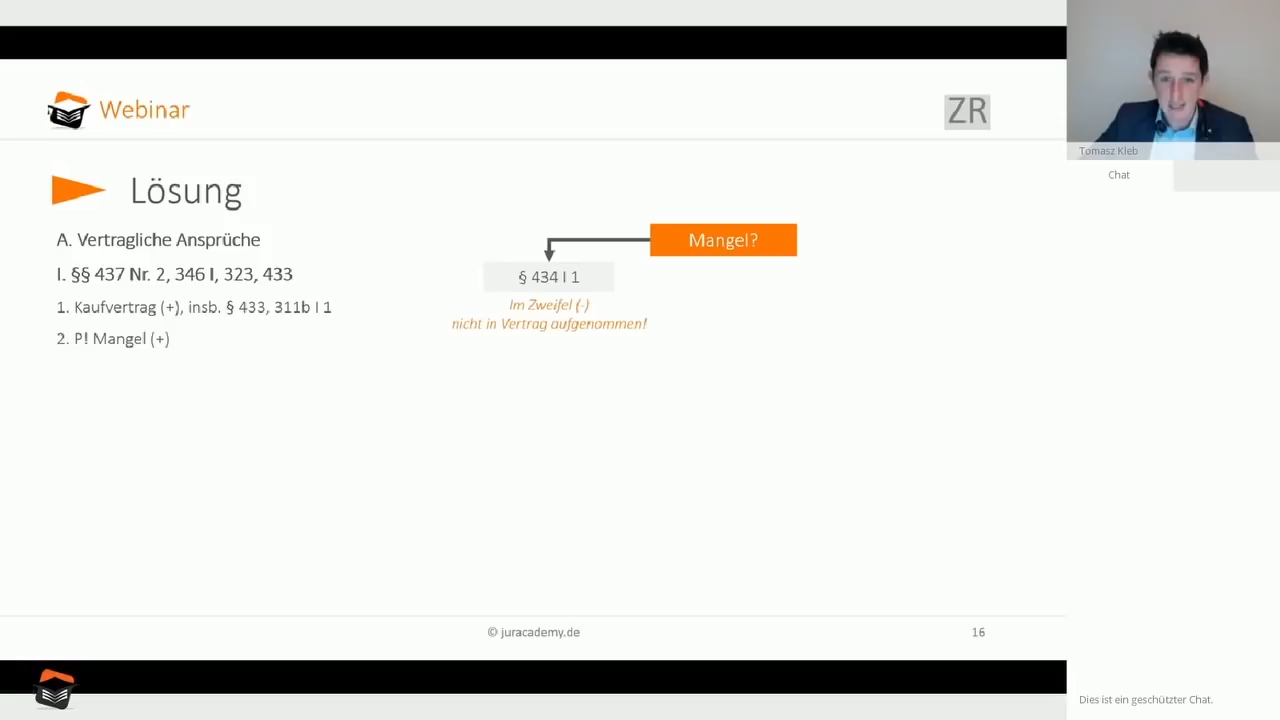 Webinar
ZR
Lösung
A. Vertragliche Ansprüche
I. §§ 437 Nr. 2, 346 I, 323, 433
1. Kaufvertrag (+), insb. § 433, 311b I 1
2. P! Mangel (+)
Mangel?
§ 434 I 1
Im Zweifel (-)
nicht in Vertrag aufgenommen!
© juracademy.de
16
Tomasz Kleb
Chat
Dies ist ein geschützter Chat.